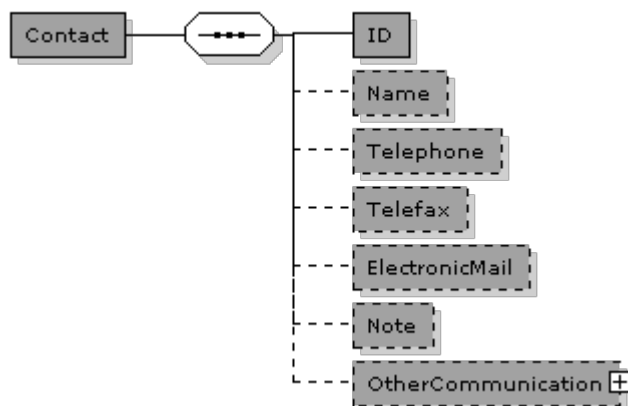 Contact
ID
Name
Telephone
Telefax
ElectronicMail
Note
OtherCommunication